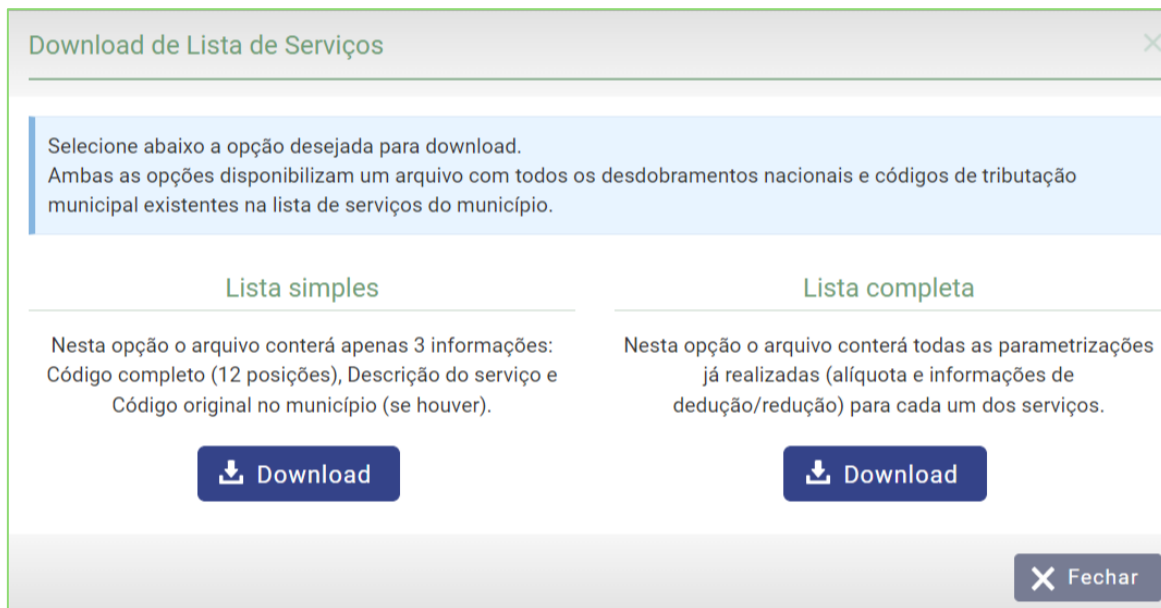 Download de Lista de Serviços
Selecione abaixo a opção desejada para download.
Ambas as opções disponibilizam um arquivo com todos os desdobramentos nacionais e códigos de tributação
municipal existentes na lista de serviços do município.
Lista simples
Nesta opção o arquivo conterá apenas 3 informações:
Código completo (12 posições), Descrição do serviço e
Código original no município (se houver).
Download
Lista completa
Nesta opção o arquivo conterá todas as parametrizações
já realizadas (alíquota e informações de
dedução/redução) para cada um dos serviços.
Download
Fechar